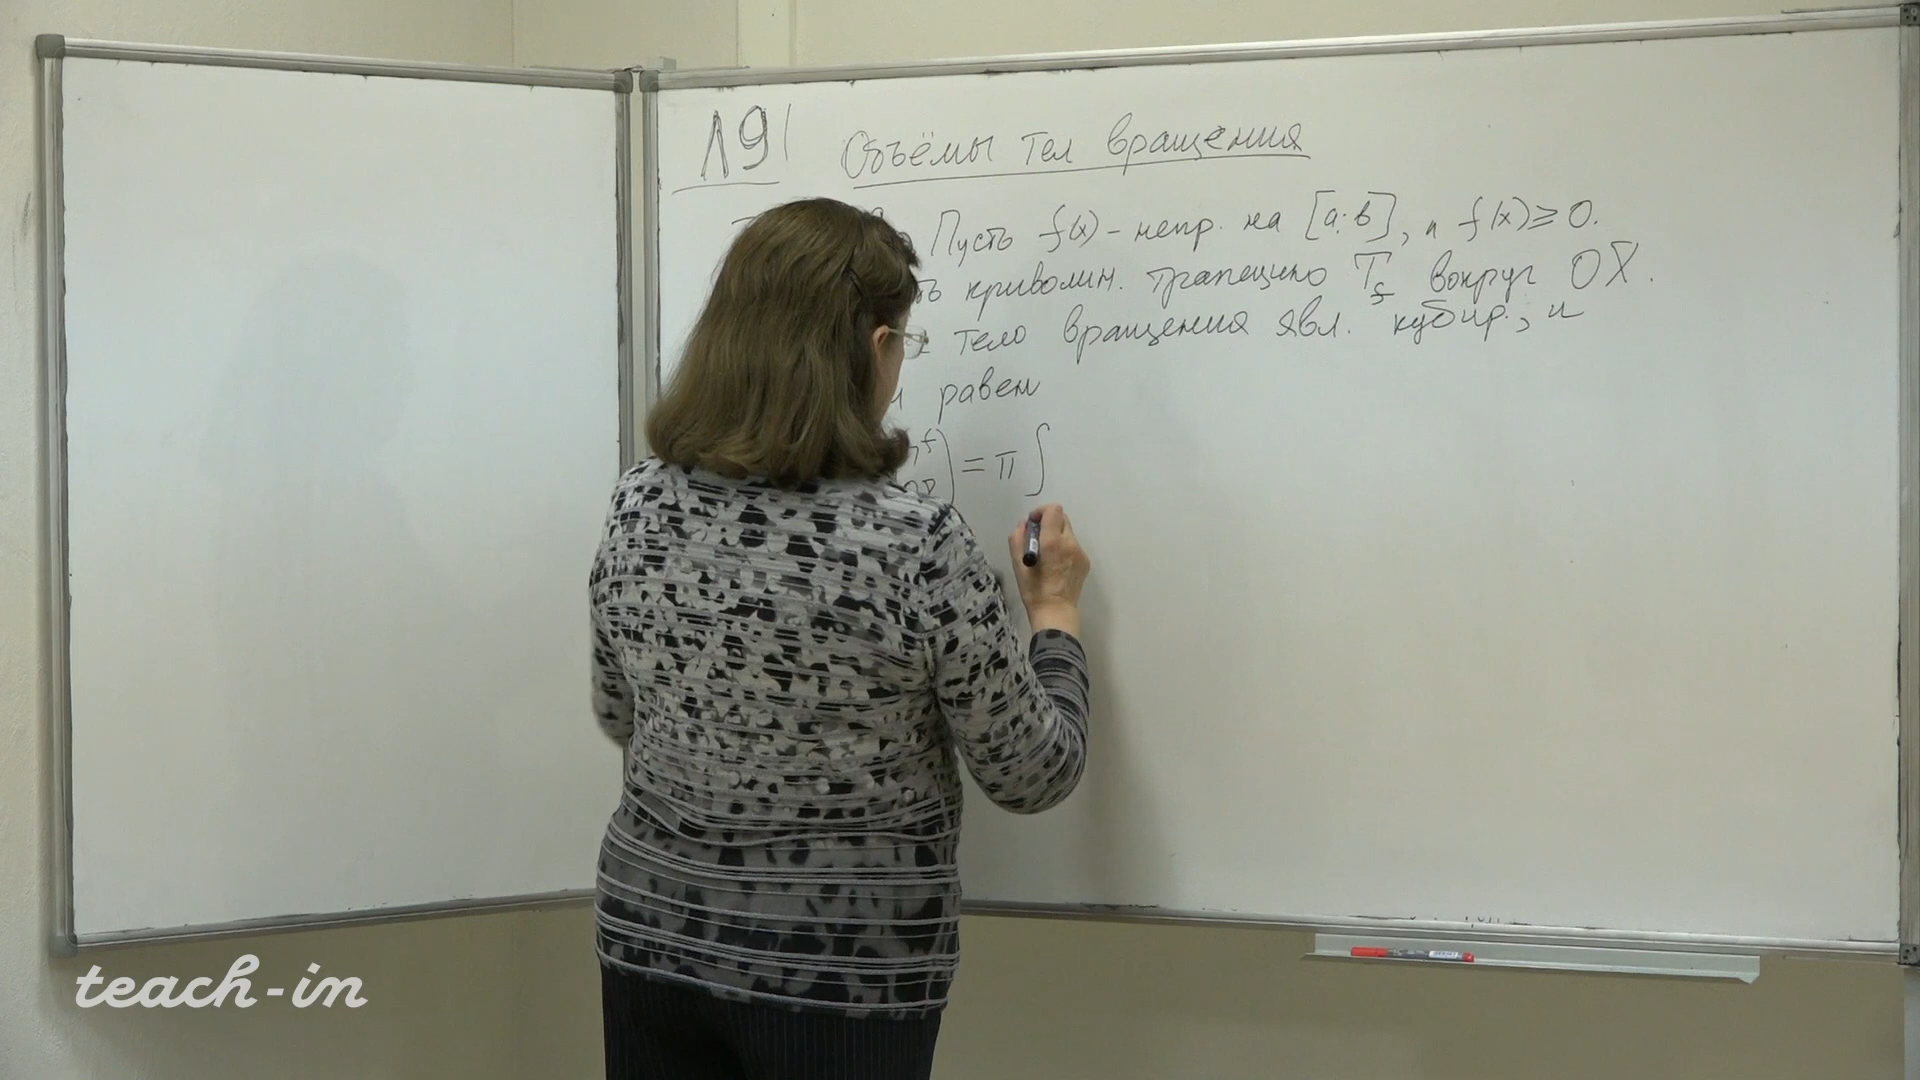 Л 9 Объёмы тел вращения
Пусть f(x) - непр. на [a; b], и f(x) ≥ 0.
криволин. трапецию T_f вокруг OX.
тело вращения явл. кубир., и
равен
) = π ∫
teach-in